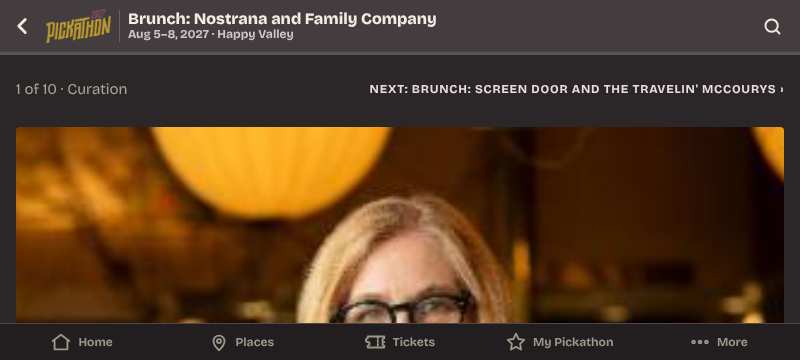 PICKATHON
Brunch: Nostrana and Family Company
Aug 5–8, 2027 · Happy Valley
1 of 10 · Curation
NEXT: BRUNCH: SCREEN DOOR AND THE TRAVELIN' MCCOURYS ›
Home
Places
Tickets
My Pickathon
More